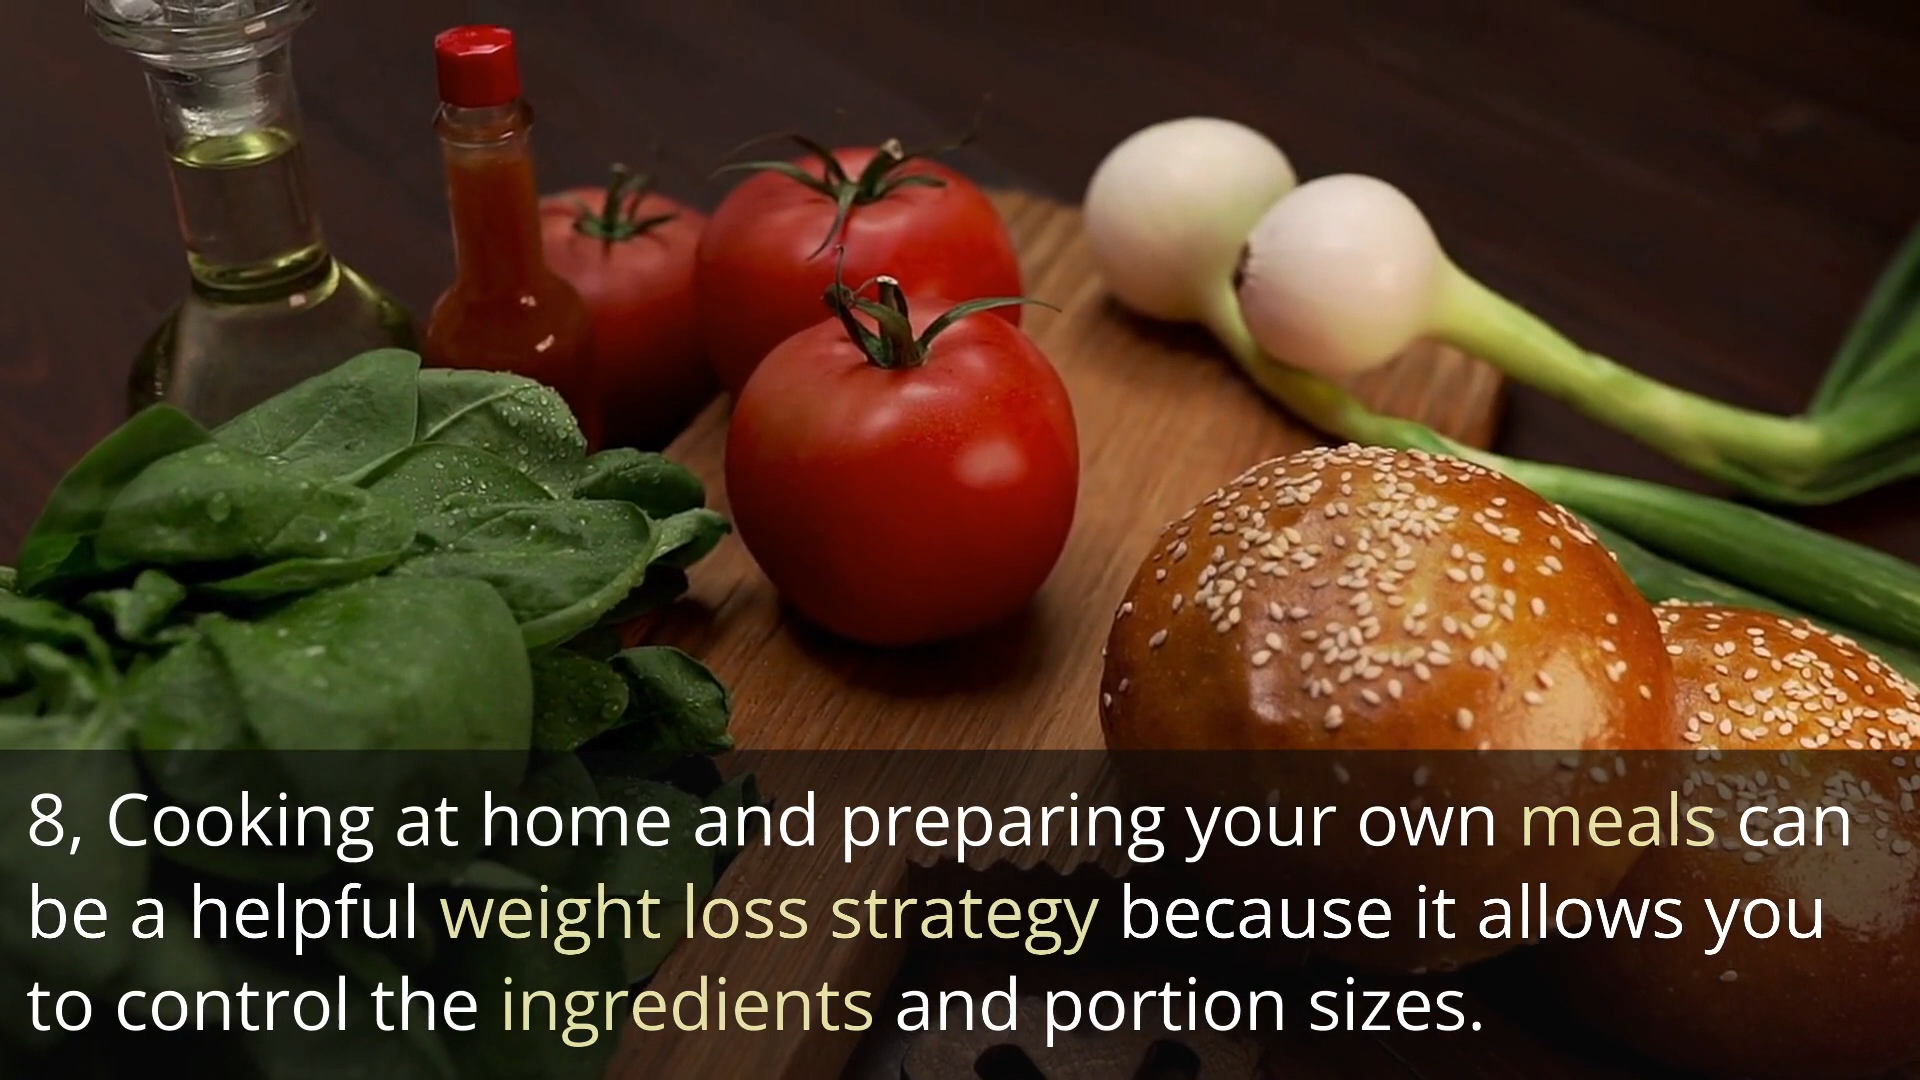 8, Cooking at home and preparing your own meals can
be a helpful weight loss strategy because it allows you
to control the ingredients and portion sizes.